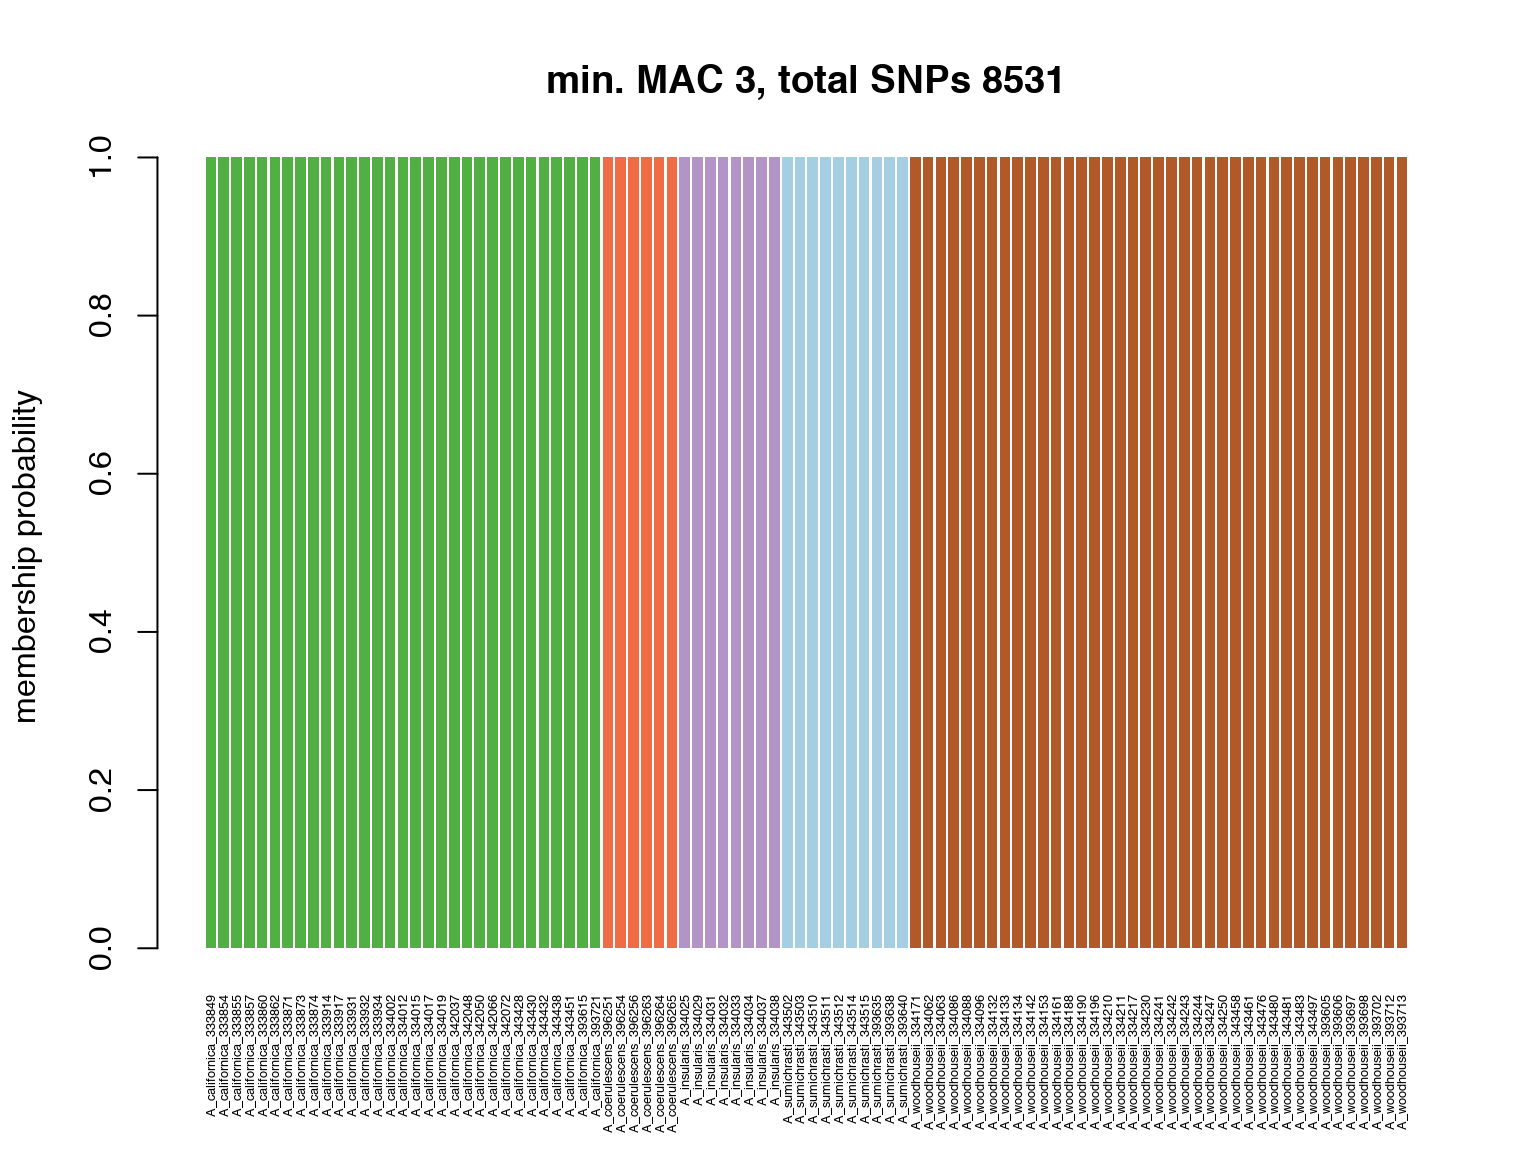 min. MAC 3, total SNPs 8531
membership probability
1.0
0.8
0.6
0.4
0.2
0.0
A_californica_333849
A_californica_333854
A_californica_333855
A_californica_333857
A_californica_333860
A_californica_333862
A_californica_333871
A_californica_333873
A_californica_333874
A_californica_333914
A_californica_333917
A_californica_333931
A_californica_333932
A_californica_333934
A_californica_334002
A_californica_334012
A_californica_334015
A_californica_334017
A_californica_334019
A_californica_342037
A_californica_342048
A_californica_342050
A_californica_342066
A_californica_342072
A_californica_343428
A_californica_343430
A_californica_343432
A_californica_343438
A_californica_343451
A_californica_393615
A_californica_393721
A_coerulescens_396251
A_coerulescens_396254
A_coerulescens_396256
A_coerulescens_396263
A_coerulescens_396264
A_coerulescens_396265
A_insularis_334025
A_insularis_334029
A_insularis_334031
A_insularis_334032
A_insularis_334033
A_insularis_334034
A_insularis_334037
A_insularis_334038
A_sumichrasti_343502
A_sumichrasti_343503
A_sumichrasti_343510
A_sumichrasti_343511
A_sumichrasti_343512
A_sumichrasti_343514
A_sumichrasti_343515
A_sumichrasti_393635
A_sumichrasti_393638
A_sumichrasti_393640
A_woodhouseii_334171
A_woodhouseii_334062
A_woodhouseii_334063
A_woodhouseii_334086
A_woodhouseii_334088
A_woodhouseii_334096
A_woodhouseii_334132
A_woodhouseii_334133
A_woodhouseii_334134
A_woodhouseii_334142
A_woodhouseii_334153
A_woodhouseii_334161
A_woodhouseii_334188
A_woodhouseii_334190
A_woodhouseii_334196
A_woodhouseii_334210
A_woodhouseii_334211
A_woodhouseii_334217
A_woodhouseii_334230
A_woodhouseii_334241
A_woodhouseii_334242
A_woodhouseii_334243
A_woodhouseii_334244
A_woodhouseii_334247
A_woodhouseii_334250
A_woodhouseii_343458
A_woodhouseii_343461
A_woodhouseii_343476
A_woodhouseii_343480
A_woodhouseii_343481
A_woodhouseii_343483
A_woodhouseii_343497
A_woodhouseii_393605
A_woodhouseii_393606
A_woodhouseii_393697
A_woodhouseii_393698
A_woodhouseii_393702
A_woodhouseii_393712
A_woodhouseii_393713